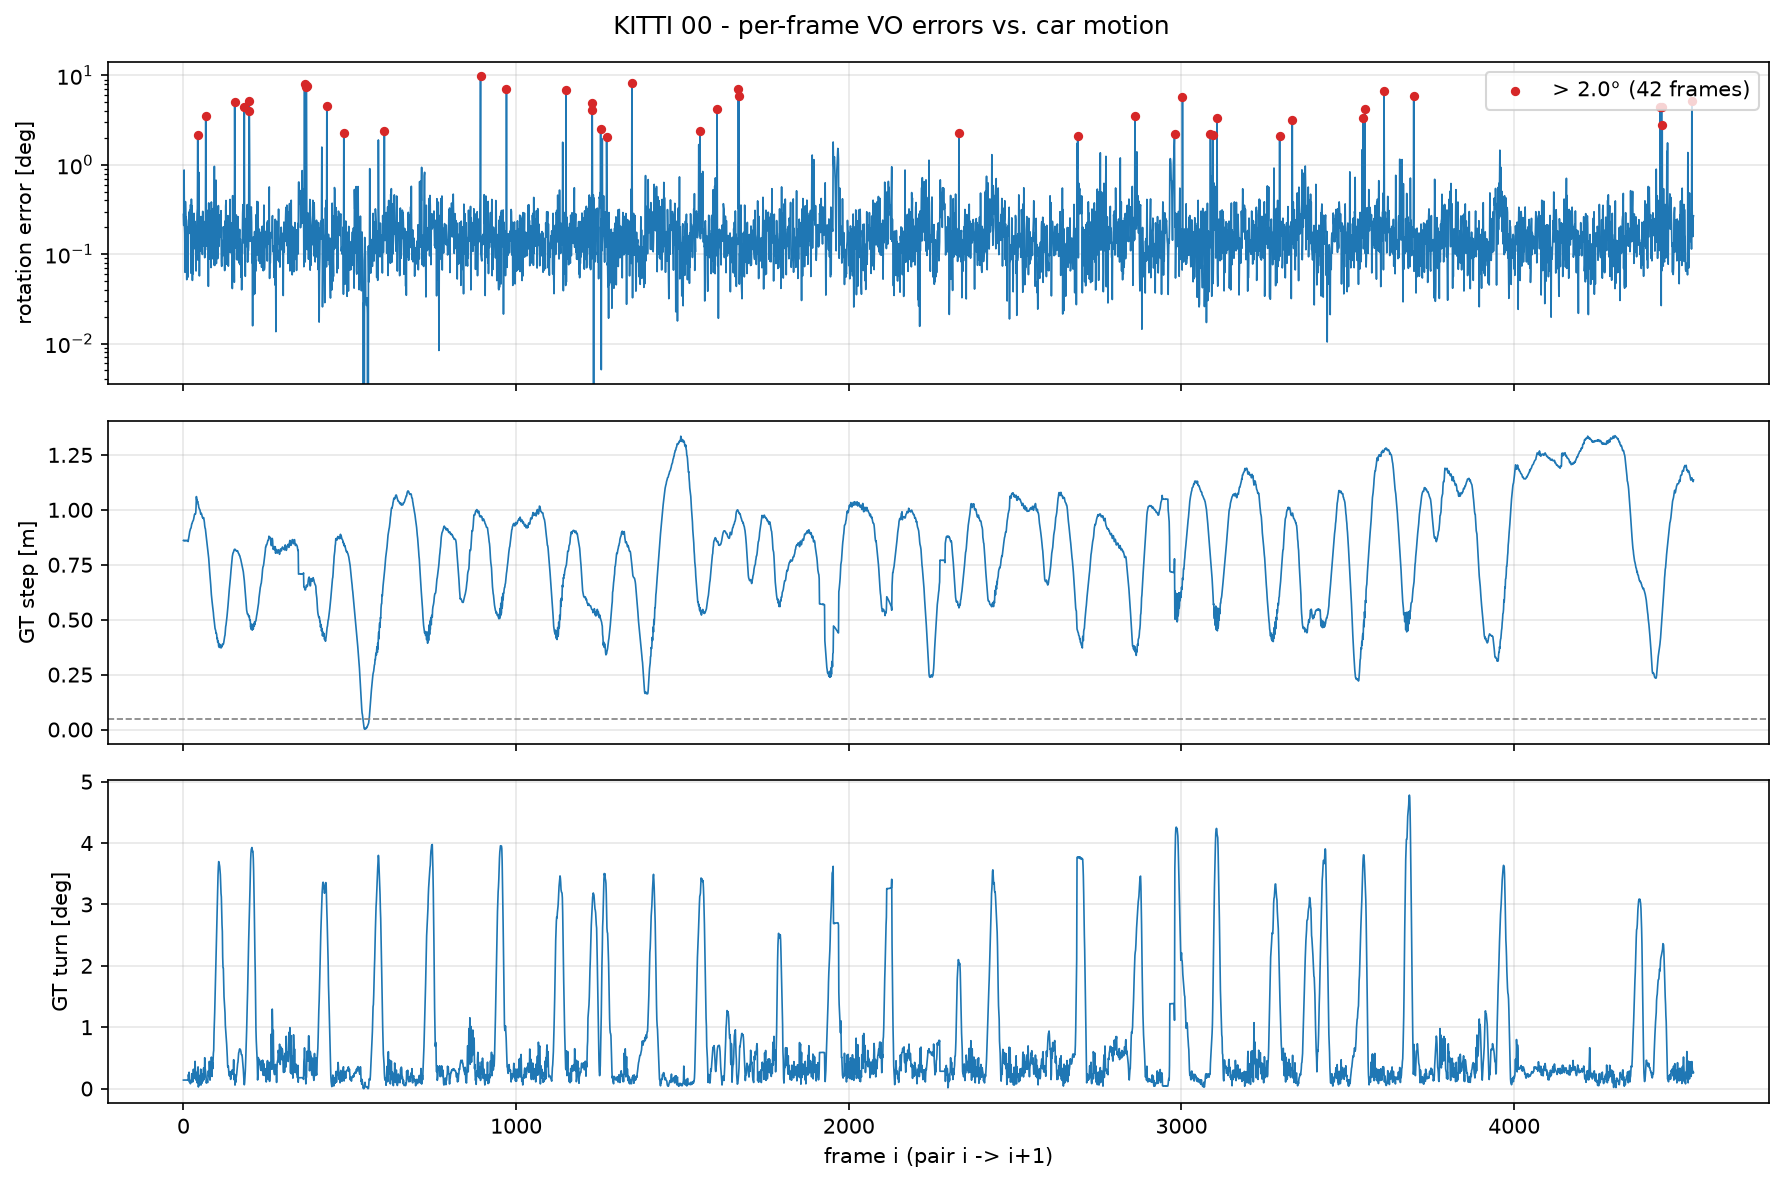 KITTI 00 - per-frame VO errors vs. car motion
rotation error [deg]
10¹
10⁰
10⁻¹
10⁻²
> 2.0° (42 frames)
GT step [m]
1.25
1.00
0.75
0.50
0.25
0.00
GT turn [deg]
5
4
3
2
1
0
0 1000 2000 3000 4000
frame i (pair i -> i+1)